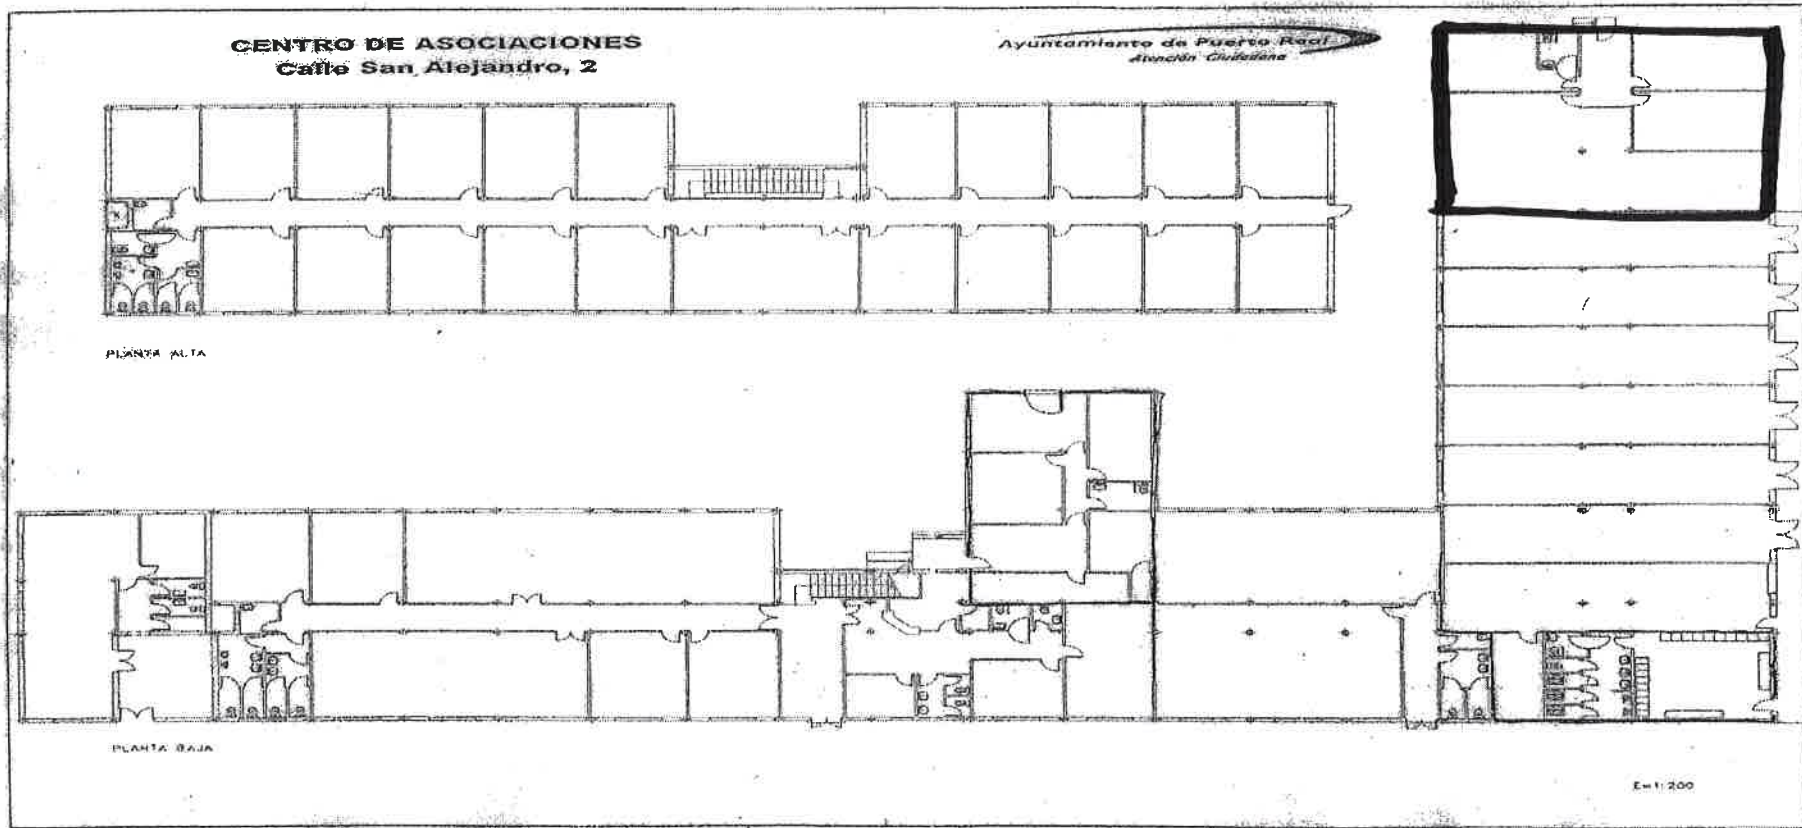 CENTRO DE ASOCIACIONES
Calle San Alejandro, 2
Ayuntamiento de Puerto Real
Atención Ciudadana
PLANTA ALTA
PLANTA BAJA
E=1:200